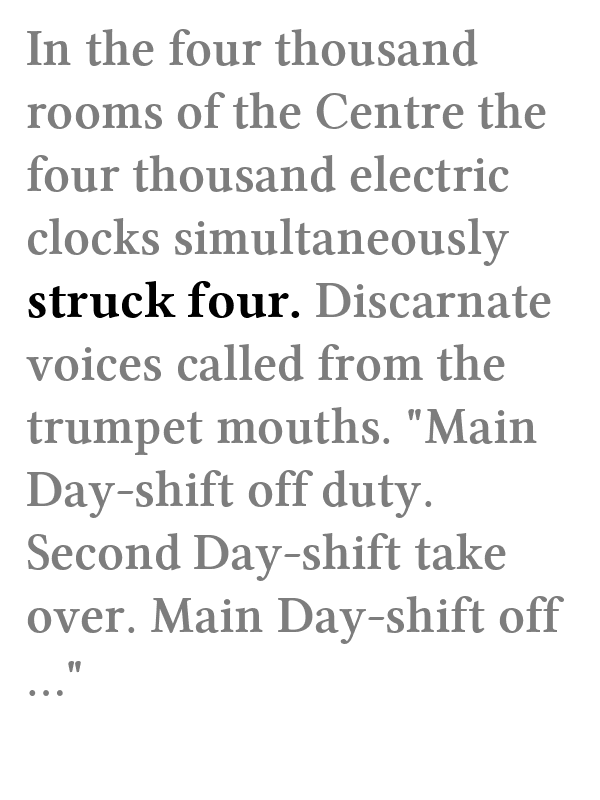 In the four thousand
rooms of the Centre the
four thousand electric
clocks simultaneously
struck four. Discarnate
voices called from the
trumpet mouths. "Main
Day-shift off duty.
Second Day-shift take
over. Main Day-shift off
..."